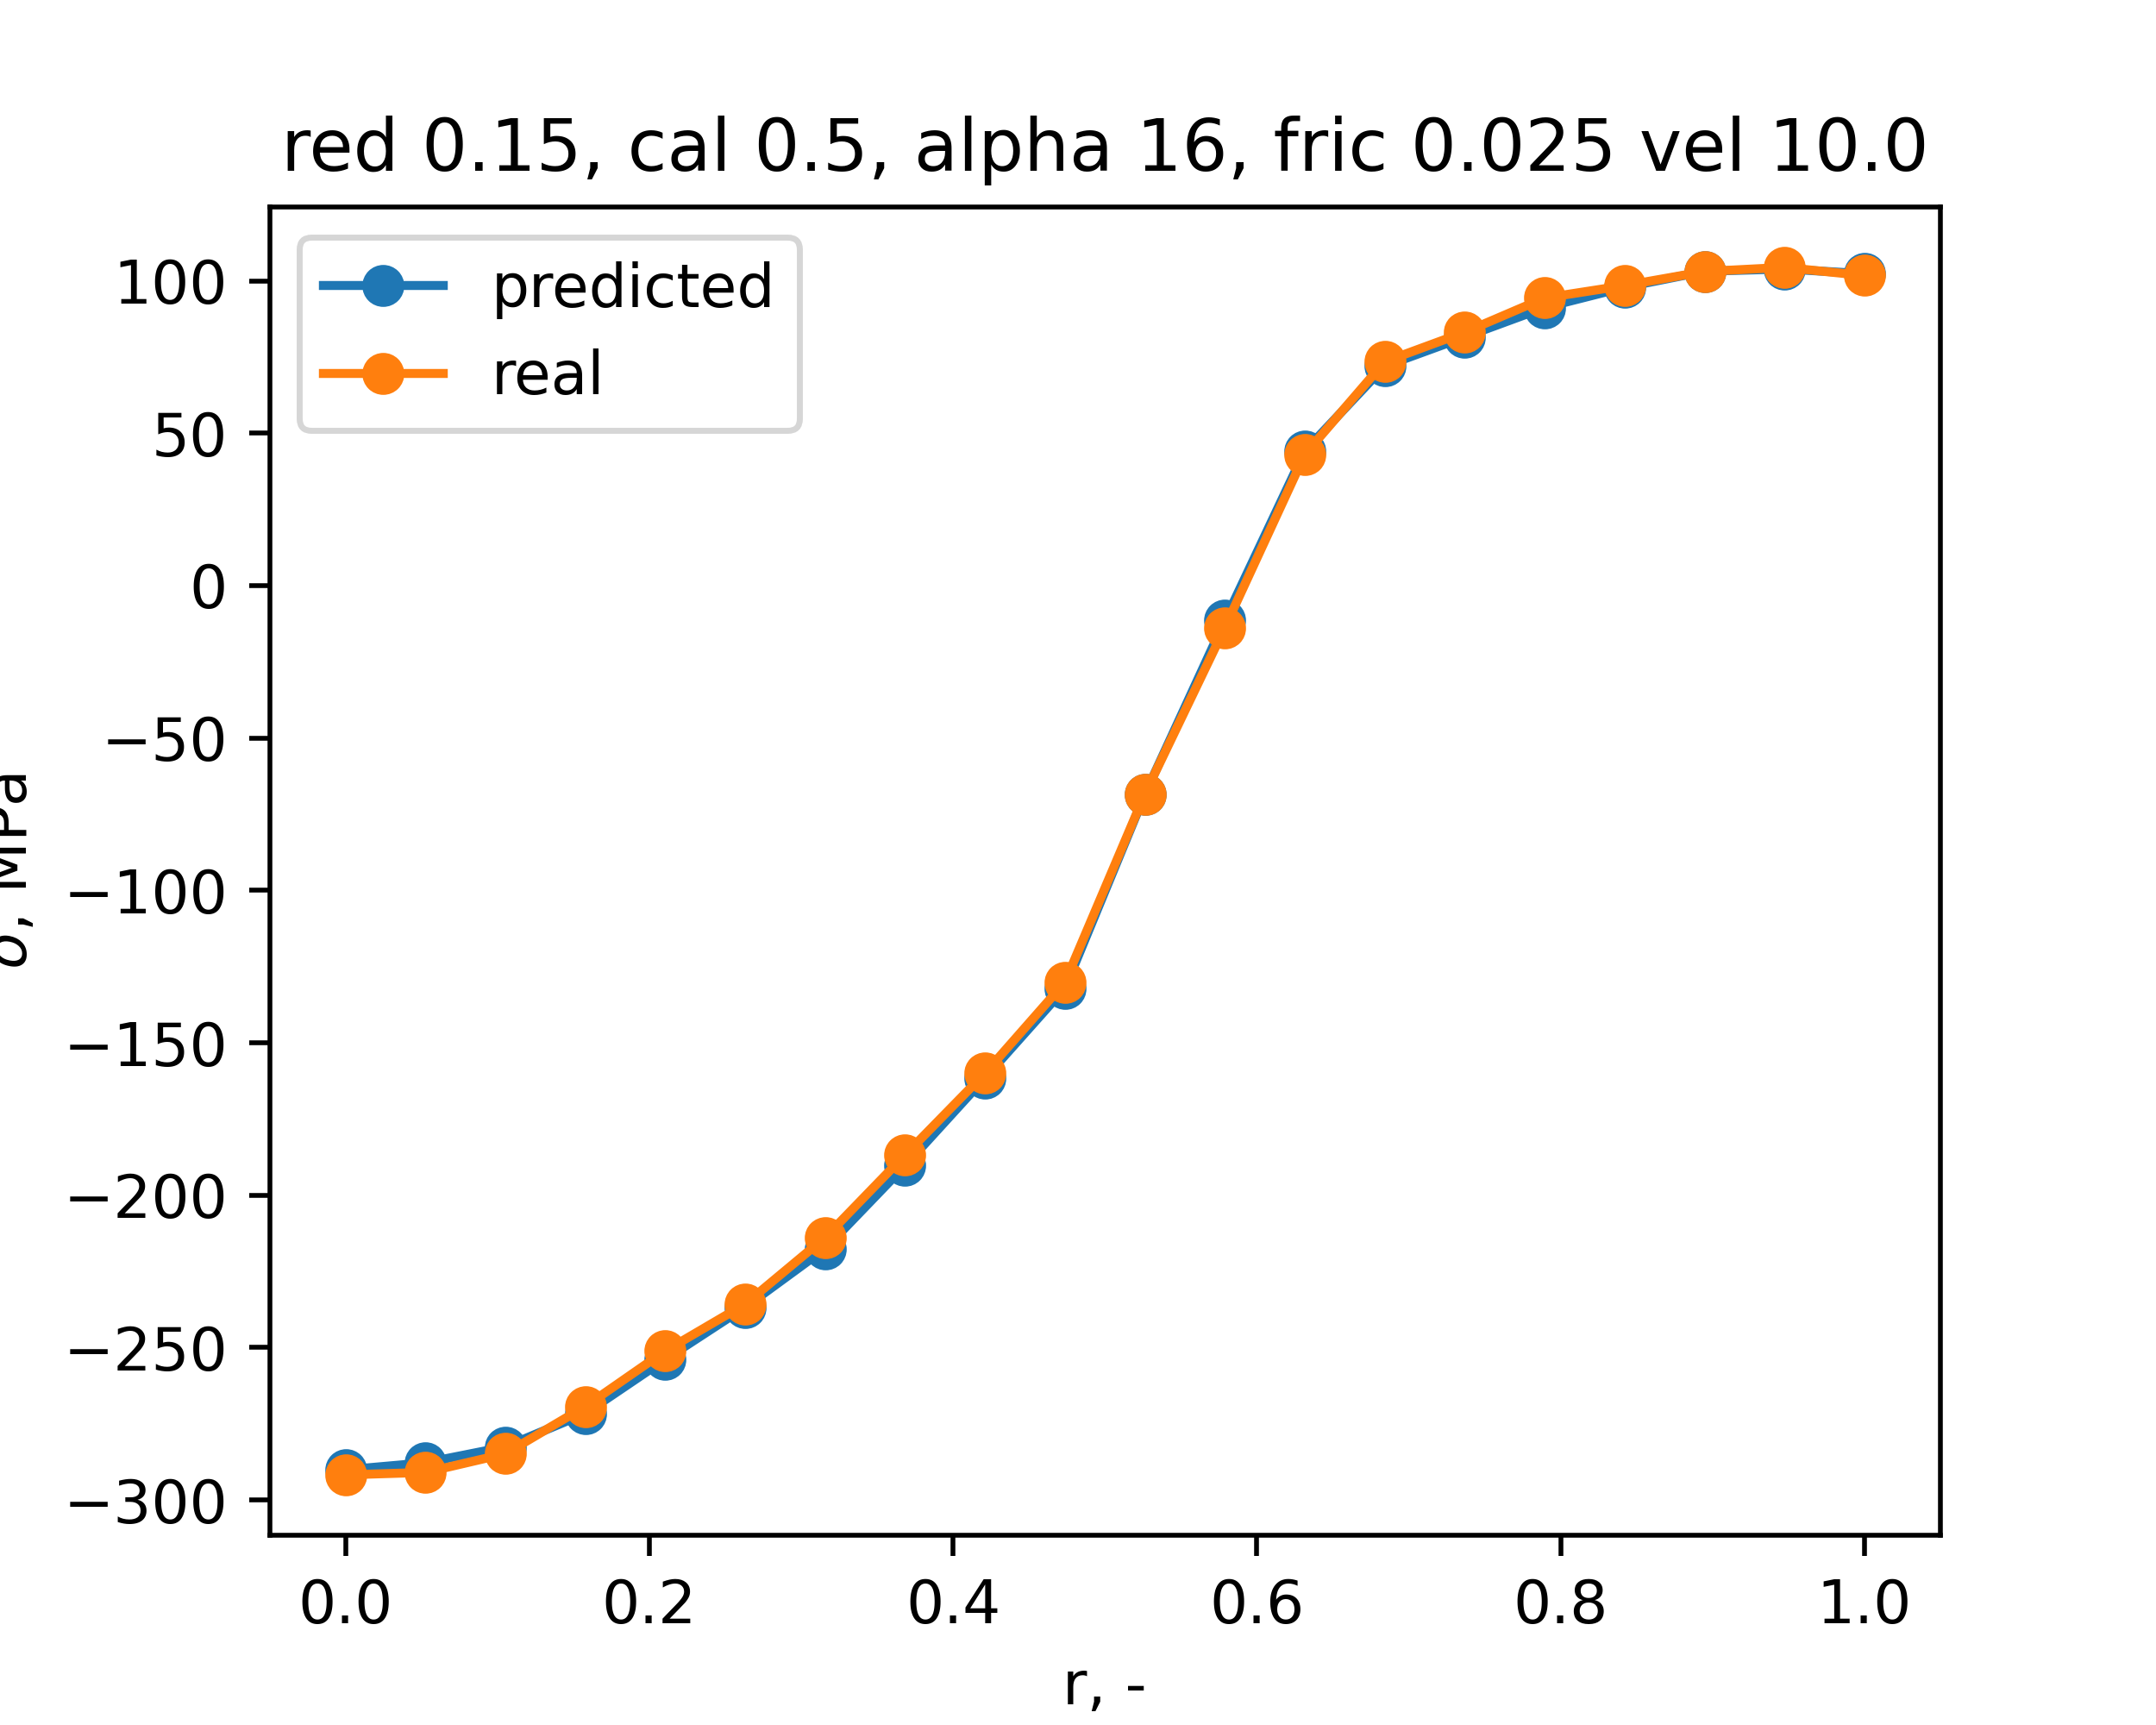 red 0.15, cal 0.5, alpha 16, fric 0.025 vel 10.0
predicted
real
100
50
0
−50
−100
−150
−200
−250
−300
, MPa
0.0 0.2 0.4 0.6 0.8 1.0
r, -